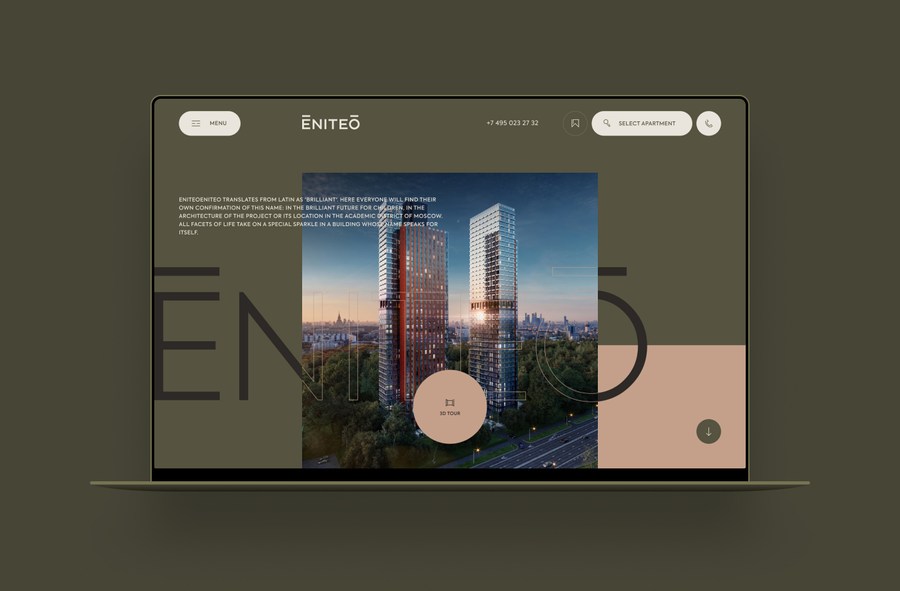 MENU
ĒNITEŌ
+7 495 023 27 32
SELECT APARTMENT
ENITEOENITEO TRANSLATES FROM LATIN AS 'BRILLIANT'. HERE EVERYONE WILL FIND THEIR
OWN CONFIRMATION OF THIS NAME: IN THE BRILLIANT FUTURE FOR CHILDREN, IN THE
ARCHITECTURE OF THE PROJECT OR ITS LOCATION IN THE ACADEMIC DISTRICT OF MOSCOW.
ALL FACETS OF LIFE TAKE ON A SPECIAL SPARKLE IN A BUILDING WHOSE NAME SPEAKS FOR
ITSELF.
ĒNITEŌ
3D TOUR